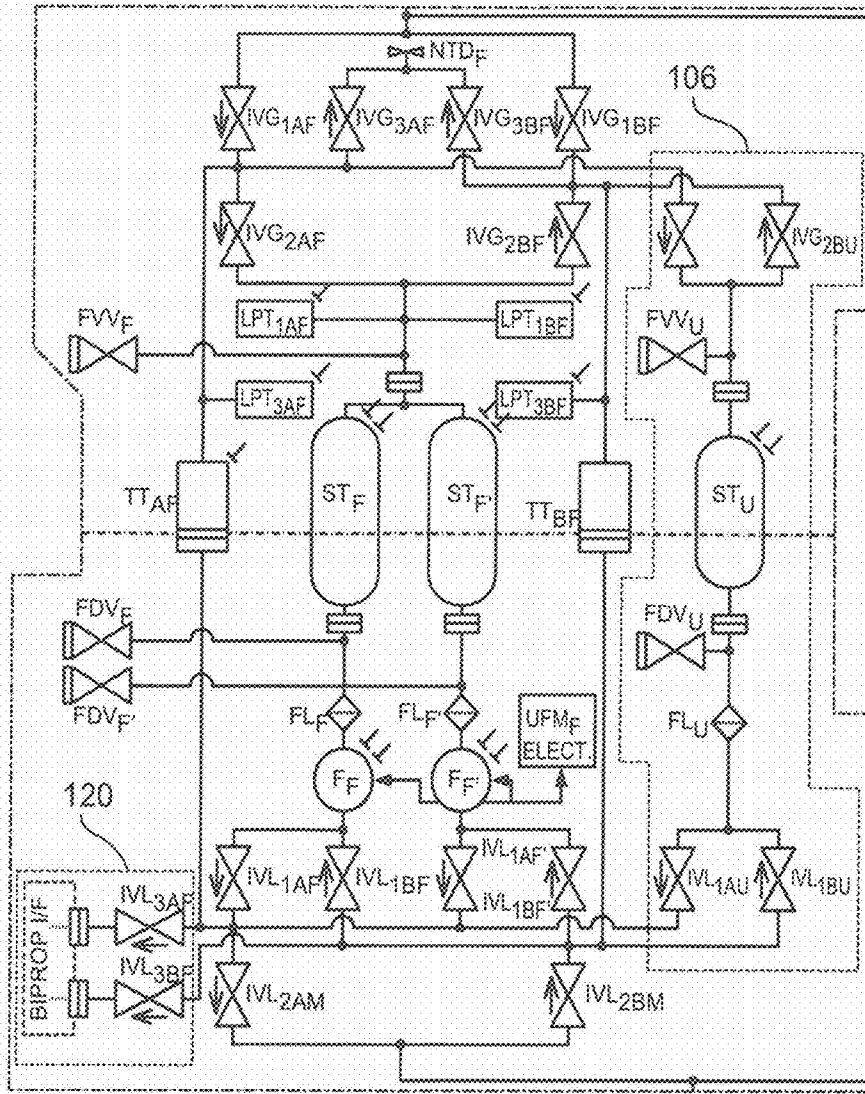 NTD_F
106
IVG_1AF
IVG_3AF
IVG_3BF
IVG_1BF
IVG_2AF
IVG_2BF
IVG_2BU
LPT_1AF
LPT_1BF
FVV_F
FVV_U
LPT_3AF
LPT_3BF
TT_AF
ST_F
ST_F'
TT_BF
ST_U
FDV_F
FDV_U
FDV_F'
FL_F
FL_F'
UFM_F
ELECT.
FL_U
F_F
F_F'
120
IVL_1AF
IVL_1BF
IVL_1AF'
IVL_1BF
IVL_1AU
IVL_1BU
BIPROP I/F
IVL_3AF
IVL_3BF
IVL_2AM
IVL_2BM